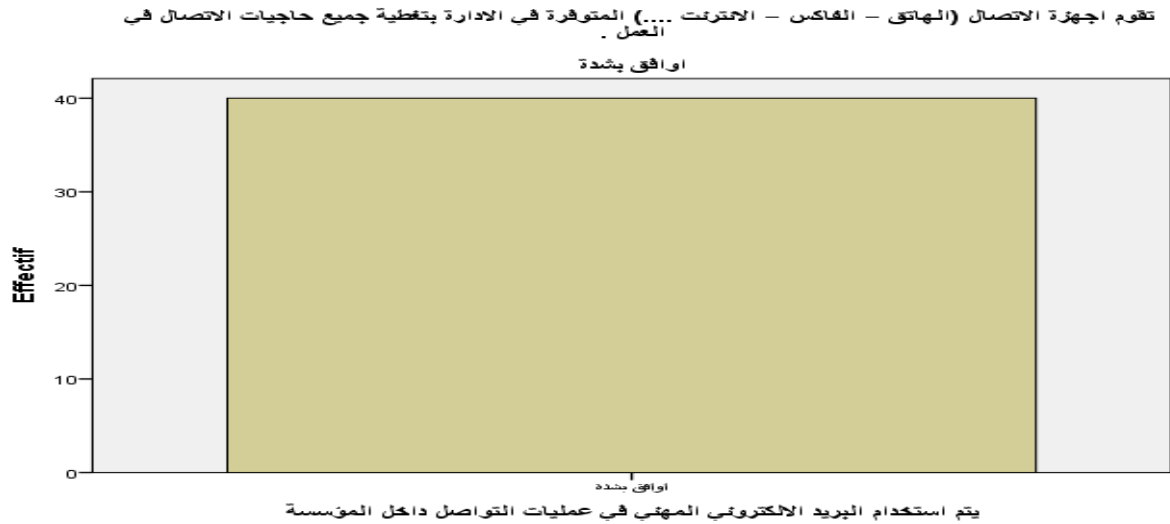 تقوم اجهزة الاتصال (الهاتق – الفاكس – الانترنت ....) المتوفرة في الادارة بتغطية جميع حاجيات الاتصال في
العمل .
اوافق بشدة
40
30
20
10
0
Effectif
اوافق بشدة
يتم استخدام البريد الالكتروني المهني في عمليات التواصل داخل المؤسسة